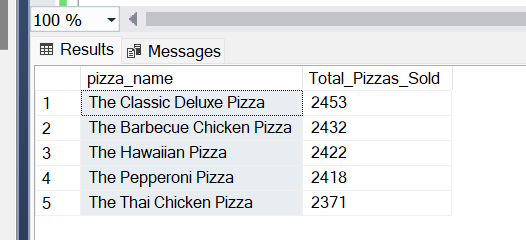 100 %
Results Messages
pizza_name Total_Pizzas_Sold
1 The Classic Deluxe Pizza 2453
2 The Barbecue Chicken Pizza 2432
3 The Hawaiian Pizza 2422
4 The Pepperoni Pizza 2418
5 The Thai Chicken Pizza 2371